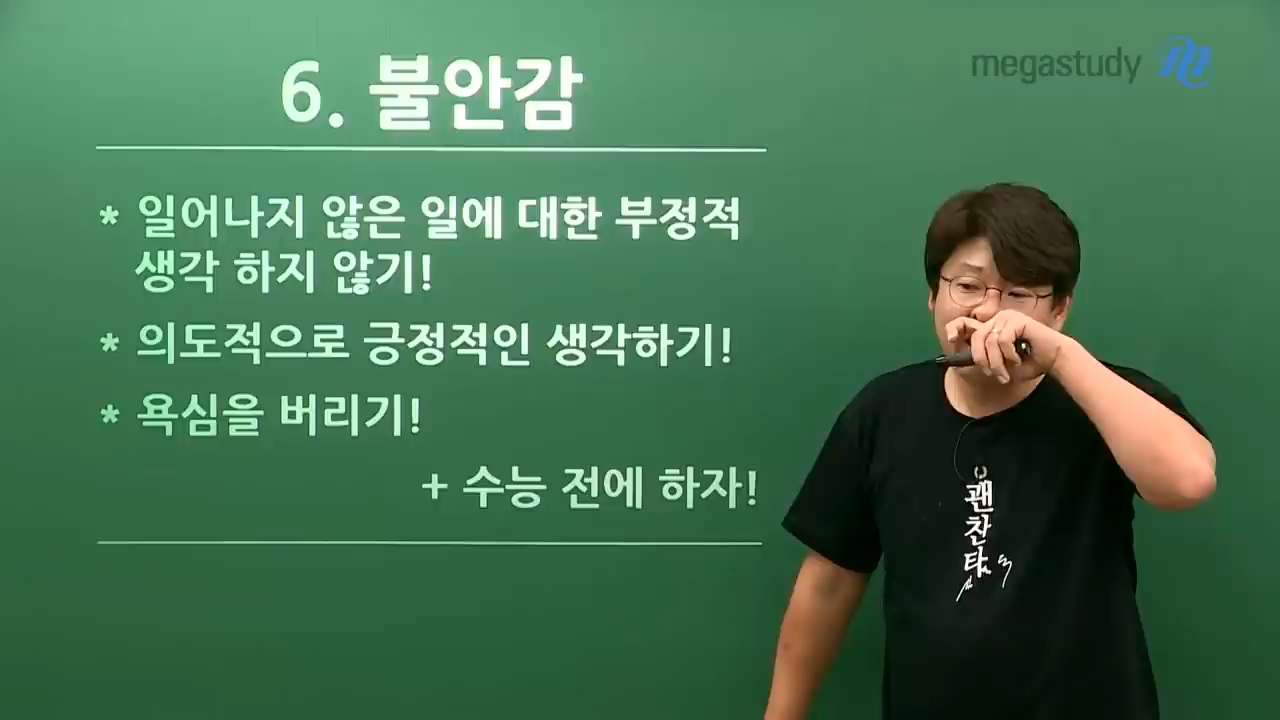 6. 불안감
megastudy
* 일어나지 않은 일에 대한 부정적
생각 하지 않기!
* 의도적으로 긍정적인 생각하기!
* 욕심을 버리기!
+ 수능 전에 하자!
괜찮타